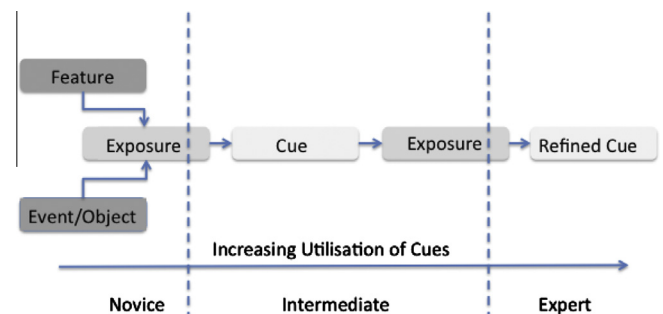 Feature
Exposure
Cue
Exposure
Refined Cue
Event/Object
Increasing Utilisation of Cues
Novice
Intermediate
Expert